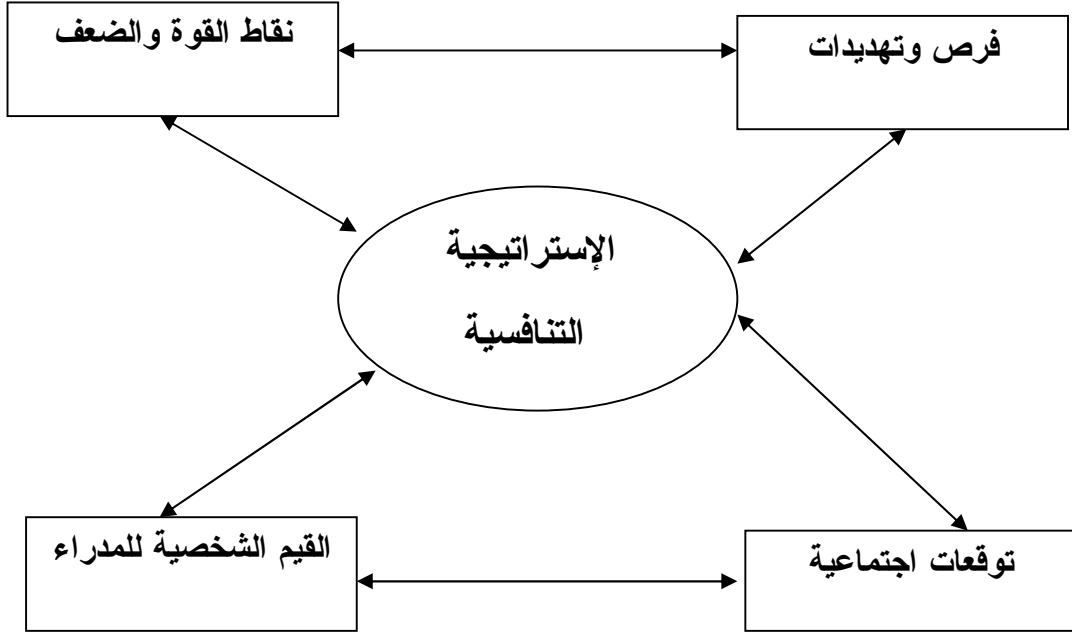 فرص وتهديدات
نقاط القوة والضعف
الإستراتيجية
التنافسية
توقعات اجتماعية
القيم الشخصية للمدراء